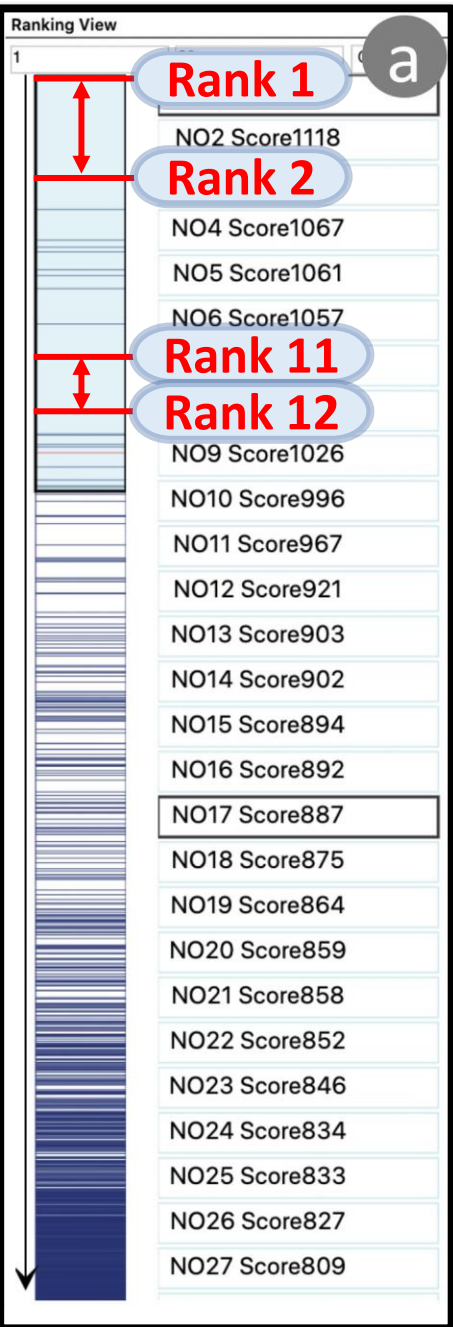 Ranking View
1
a
Rank 1
NO2 Score1118
Rank 2
NO4 Score1067
NO5 Score1061
NO6 Score1057
Rank 11
Rank 12
NO9 Score1026
NO10 Score996
NO11 Score967
NO12 Score921
NO13 Score903
NO14 Score902
NO15 Score894
NO16 Score892
NO17 Score887
NO18 Score875
NO19 Score864
NO20 Score859
NO21 Score858
NO22 Score852
NO23 Score846
NO24 Score834
NO25 Score833
NO26 Score827
NO27 Score809